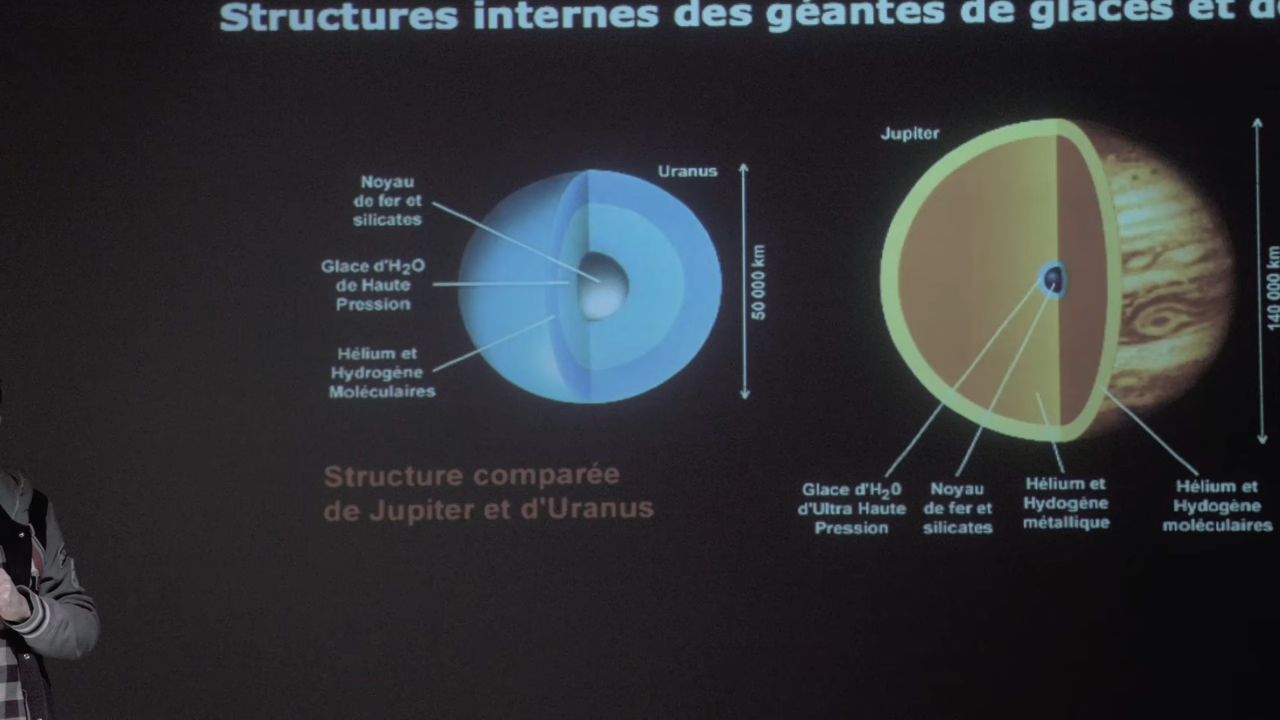 Structures internes des géantes de glaces et de
Jupiter
Uranus
Noyau
de fer et
silicates
Glace d'H2O
de Haute
Pression
Hélium et
Hydrogène
Moléculaires
50 000 km
140 000 km
Structure comparée
de Jupiter et d'Uranus
Glace d'H20
d'Ultra Haute
Pression
Noyau
de fer et
silicates
Hélium et
Hydogène
métallique
Hélium et
Hydogène
moléculaires